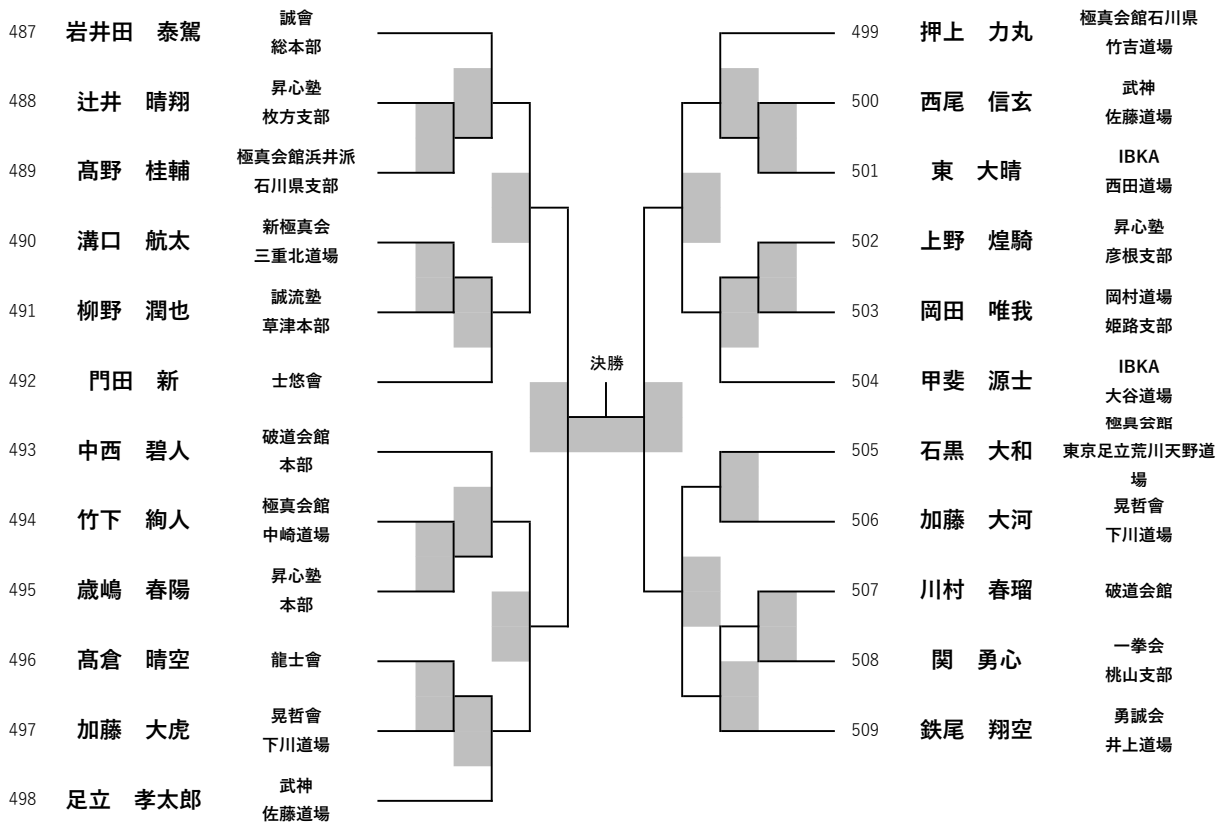 487 岩井田 泰駕 誠會
総本部
488 辻井 晴翔 昇心塾
枚方支部
489 髙野 桂輔 極真会館浜井派
石川県支部
490 溝口 航太 新極真会
三重北道場
491 柳野 潤也 誠流塾
草津本部
492 門田 新 士悠會
493 中西 碧人 破道会館
本部
494 竹下 絢人 極真会館
中崎道場
495 歳嶋 春陽 昇心塾
本部
496 髙倉 晴空 龍士會
497 加藤 大虎 晃哲會
下川道場
498 足立 孝太郎 武神
佐藤道場
決勝
499 押上 力丸 極真会館石川県
竹吉道場
500 西尾 信玄 武神
佐藤道場
501 東 大晴 IBKA
西田道場
502 上野 煌騎 昇心塾
彦根支部
503 岡田 唯我 岡村道場
姫路支部
504 甲斐 源士 IBKA
大谷道場
505 石黒 大和 極真会館
東京足立荒川天野道
場
506 加藤 大河 晃哲會
下川道場
507 川村 春瑠 破道会館
508 関 勇心 一拳会
桃山支部
509 鉄尾 翔空 勇誠会
井上道場